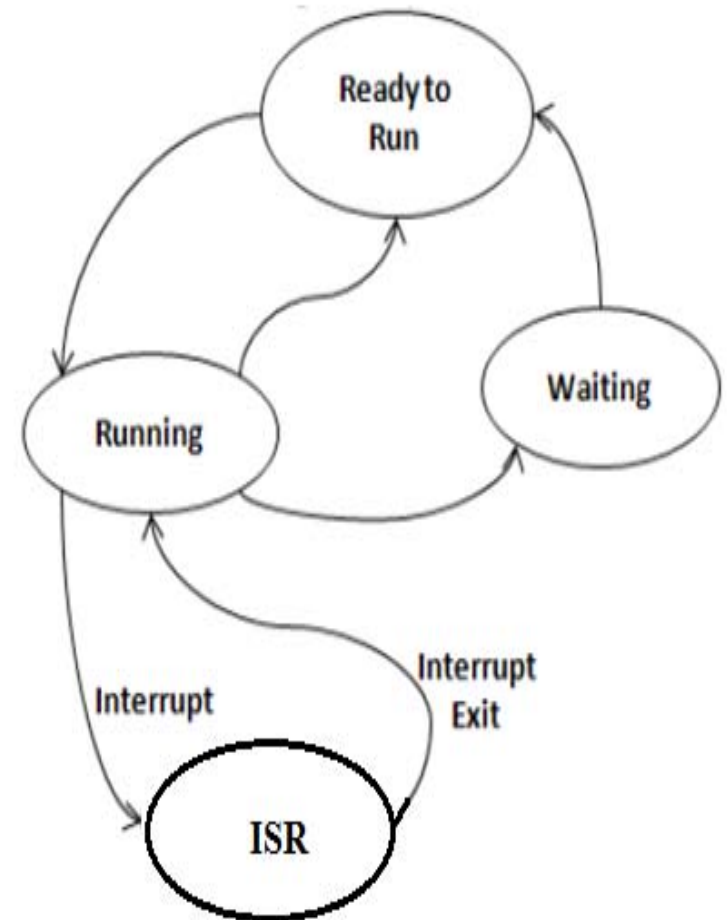 Ready to
Run
Waiting
Running
Interrupt
Interrupt
Exit
ISR